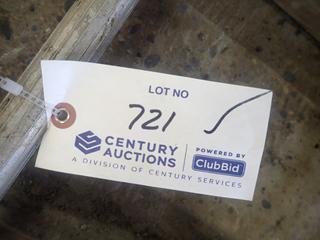 LOT NO
721
CENTURY AUCTIONS
A DIVISION OF CENTURY SERVICES
POWERED BY
ClubBid